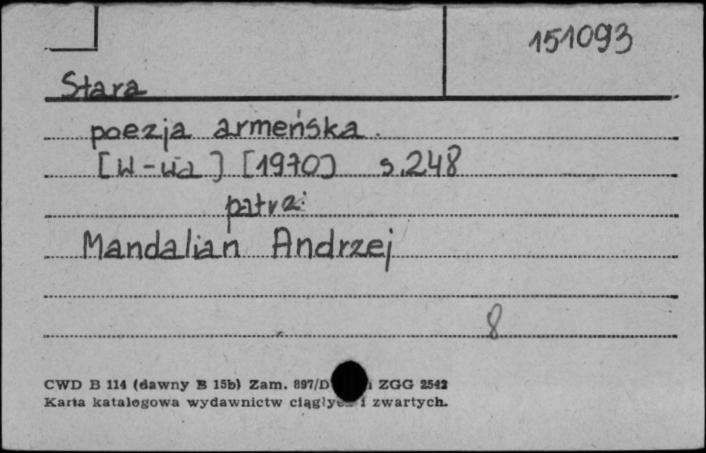 151093
Stara
poezja armeńska.
[W-wa] [1970] s.248
patrz:
Mandalian Andrzej
8
CWD B 114 (dawny B 15b) Zam. 897/D ZGG 2542
Karta katalogowa wydawnictw ciągłych i zwartych.